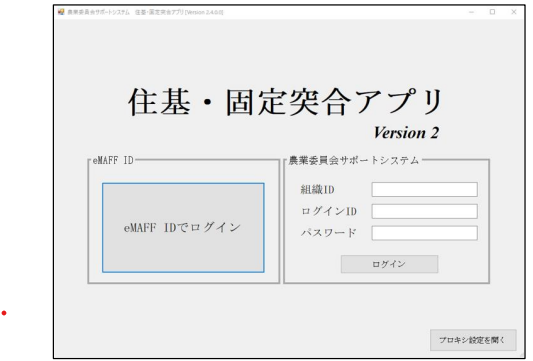 農業委員会サポートシステム 住基・固定突合アプリ [Version 2.4.0.0]
住基・固定突合アプリ
Version 2
eMAFF ID
eMAFF IDでログイン
農業委員会サポートシステム
組織ID
ログインID
パスワード
ログイン
プロキシ設定を開く